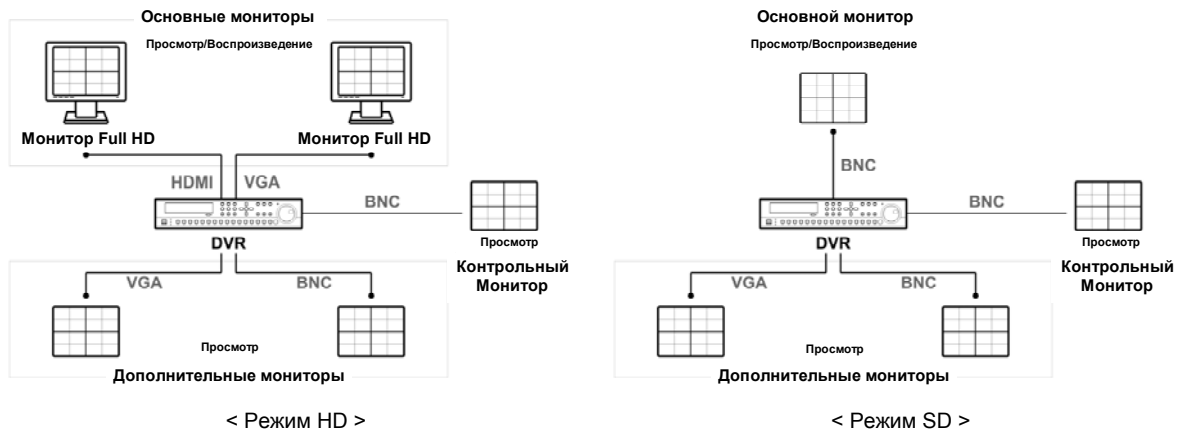 Основные мониторы
Просмотр/Воспроизведение
Монитор Full HD
Монитор Full HD
HDMI
VGA
BNC
DVR
Просмотр
Контрольный
Монитор
VGA
BNC
Просмотр
Дополнительные мониторы
< Режим HD >
Основной монитор
Просмотр/Воспроизведение
BNC
BNC
DVR
Просмотр
Контрольный
Монитор
VGA
BNC
Просмотр
Дополнительные мониторы
< Режим SD >